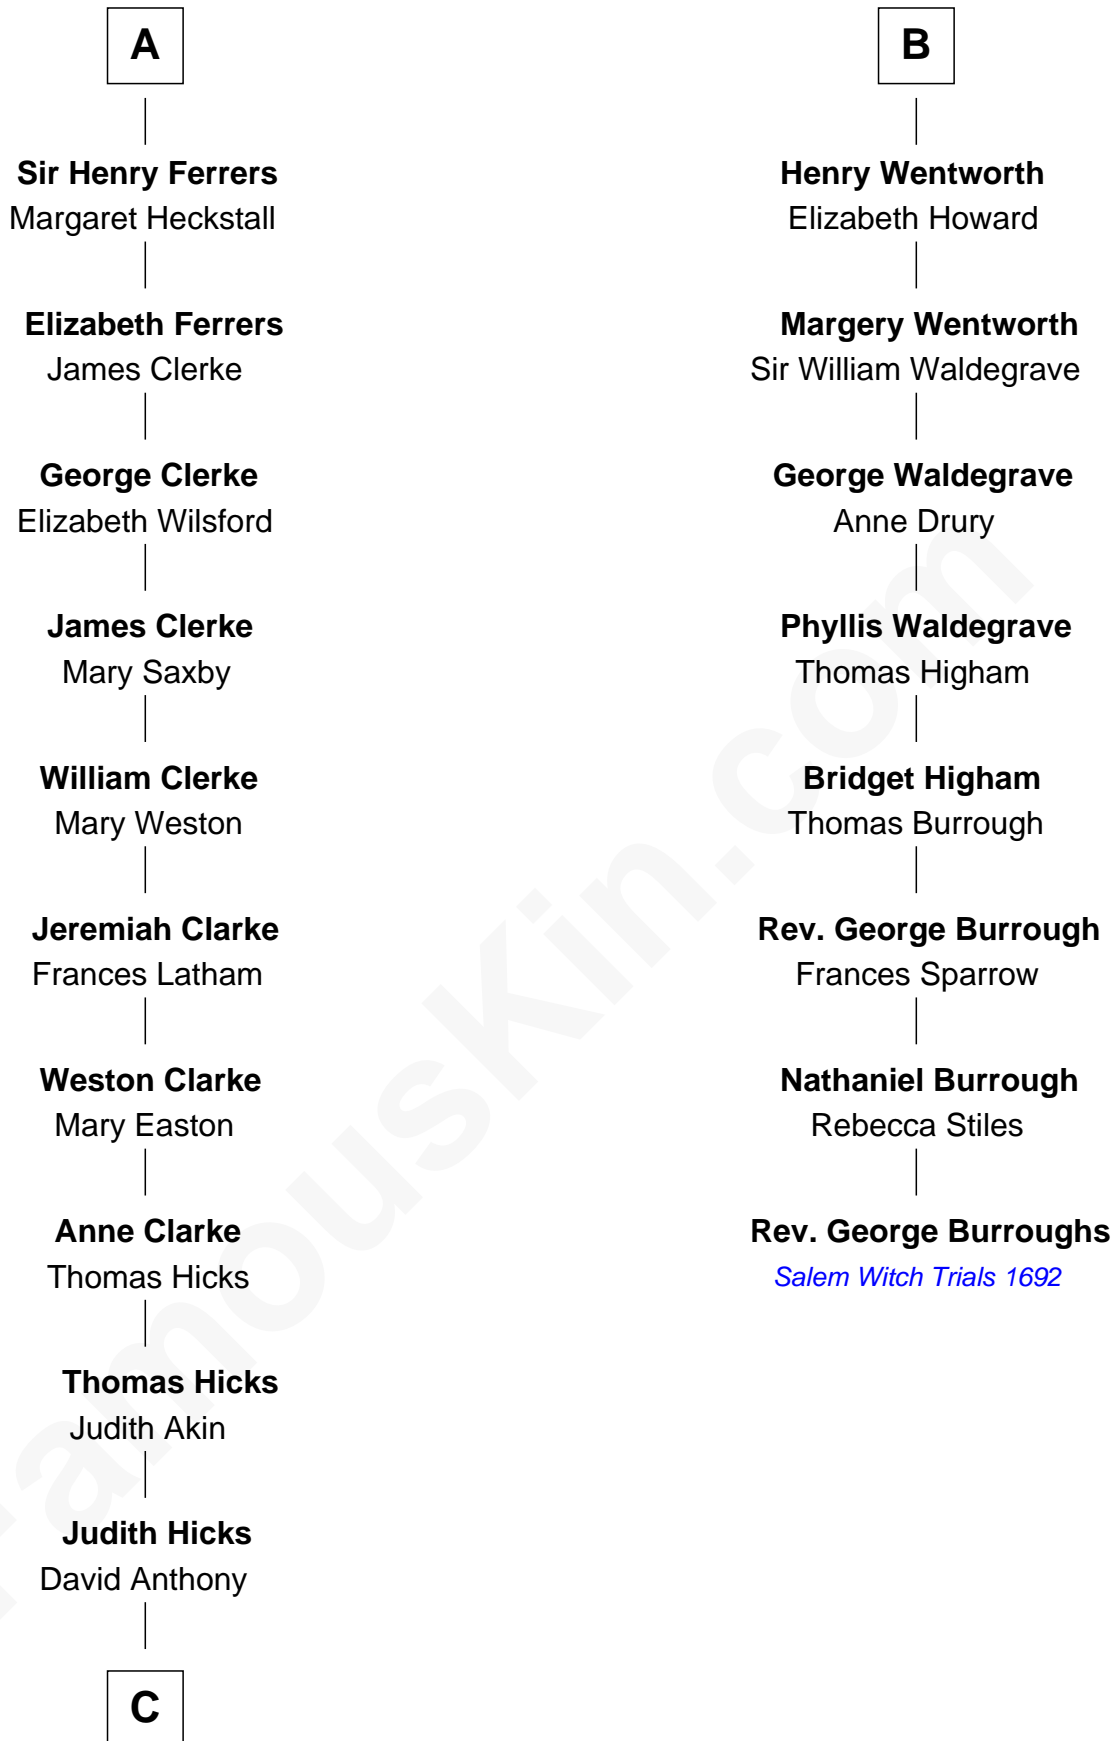 A
Sir Henry Ferrers
Margaret Heckstall
Elizabeth Ferrers
James Clerke
George Clerke
Elizabeth Wilsford
James Clerke
Mary Saxby
William Clerke
Mary Weston
Jeremiah Clarke
Frances Latham
Weston Clarke
Mary Easton
Anne Clarke
Thomas Hicks
Thomas Hicks
Judith Akin
Judith Hicks
David Anthony
C
B
Henry Wentworth
Elizabeth Howard
Margery Wentworth
Sir William Waldegrave
George Waldegrave
Anne Drury
Phyllis Waldegrave
Thomas Higham
Bridget Higham
Thomas Burrough
Rev. George Burrough
Frances Sparrow
Nathaniel Burrough
Rebecca Stiles
Rev. George Burroughs
Salem Witch Trials 1692
FamousKin.com